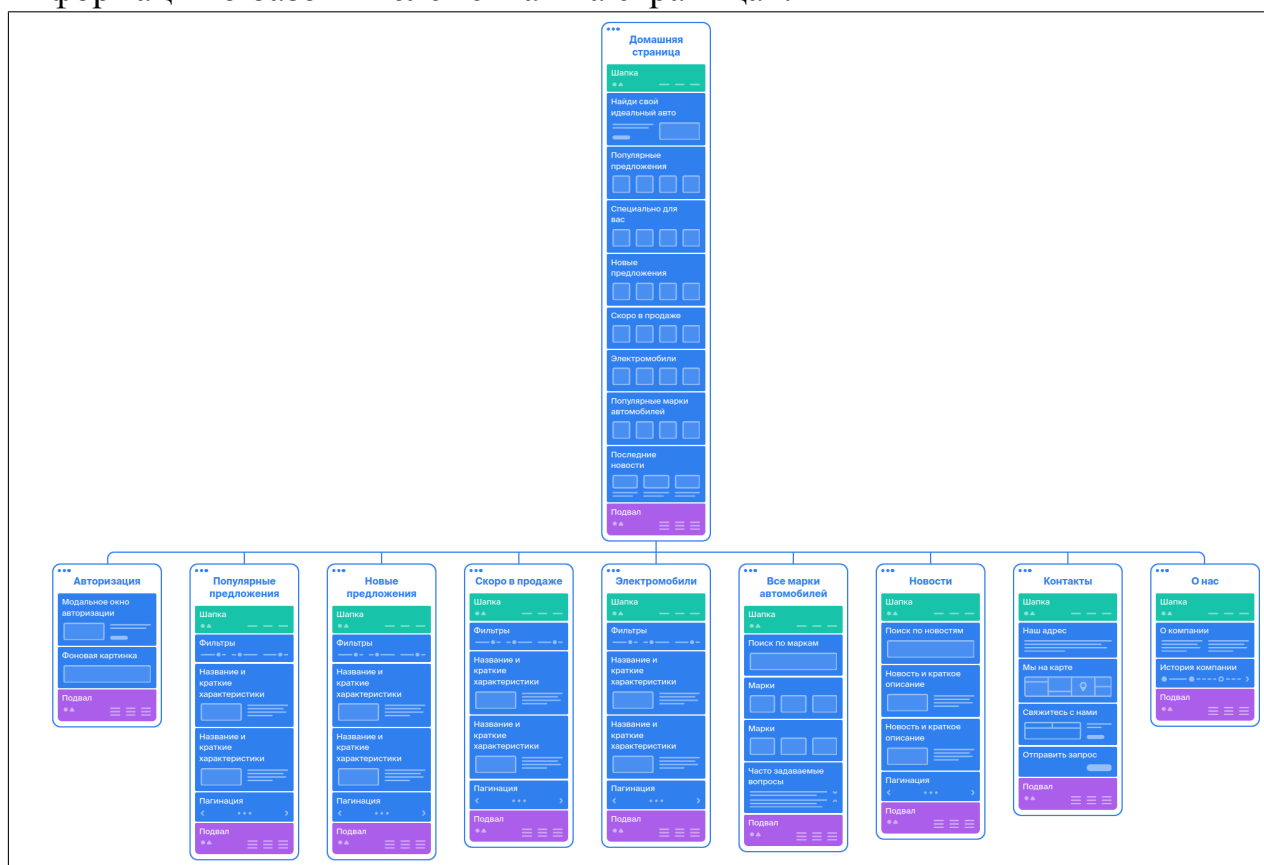 Домашняя
страница
Шапка
Найди свой
идеальный авто
Популярные
предложения
Специально для
вас
Новые
предложения
Скоро в продаже
Электромобили
Популярные марки
автомобилей
Последние
новости
Подвал
Авторизация
Модальное окно
авторизации
Фоновая картинка
Подвал
Популярные
предложения
Шапка
Фильтры
Название и
краткие
характеристики
Название и
краткие
характеристики
Пагинация
Подвал
Новые
предложения
Шапка
Фильтры
Название и
краткие
характеристики
Название и
краткие
характеристики
Пагинация
Подвал
Скоро в продаже
Шапка
Фильтры
Название и
краткие
характеристики
Название и
краткие
характеристики
Пагинация
Подвал
Электромобили
Шапка
Фильтры
Название и
краткие
характеристики
Название и
краткие
характеристики
Пагинация
Подвал
Все марки
автомобилей
Шапка
Поиск по маркам
Марки
Марки
Часто задаваемые
вопросы
Подвал
Новости
Шапка
Поиск по новостям
Новость и краткое
описание
Новость и краткое
описание
Пагинация
Подвал
Контакты
Шапка
Наш адрес
Мы на карте
Свяжитесь с нами
Отправить запрос
Подвал
О нас
Шапка
О компании
История компании
Подвал